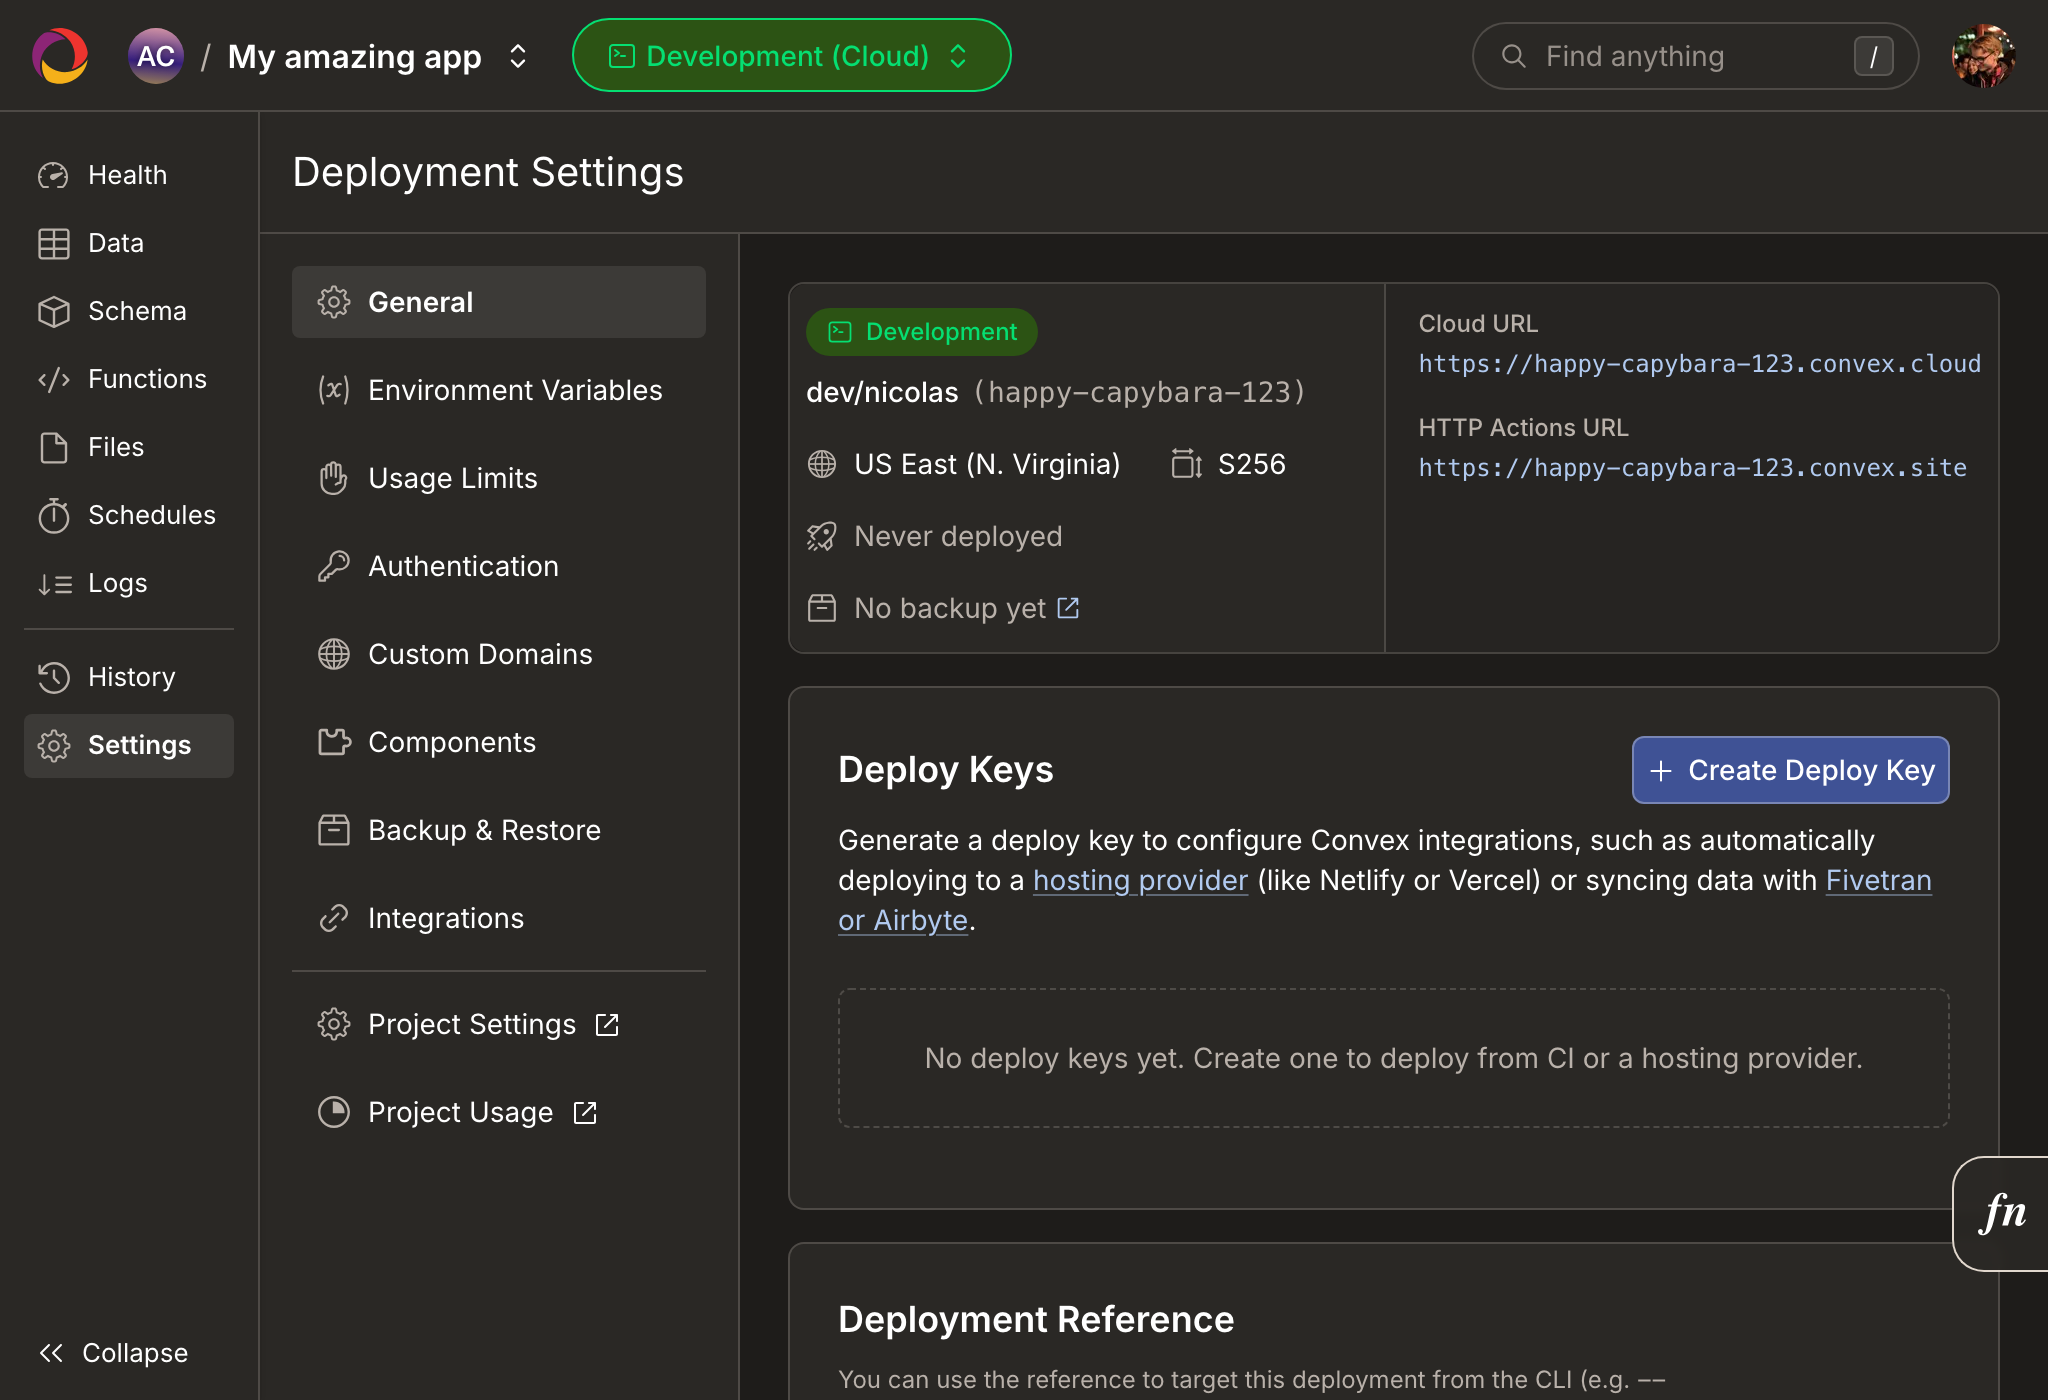 AC / My amazing app
Development (Cloud)
Find anything /
Health
Data
Schema
Functions
Files
Schedules
Logs
History
Settings
Collapse
Deployment Settings
General
Environment Variables
Usage Limits
Authentication
Custom Domains
Components
Backup & Restore
Integrations
Project Settings
Project Usage
Development
dev/nicolas (happy-capybara-123)
US East (N. Virginia) S256
Never deployed
No backup yet
Cloud URL
https://happy-capybara-123.convex.cloud
HTTP Actions URL
https://happy-capybara-123.convex.site
Deploy Keys
+ Create Deploy Key
Generate a deploy key to configure Convex integrations, such as automatically
deploying to a hosting provider (like Netlify or Vercel) or syncing data with Fivetran
or Airbyte.
No deploy keys yet. Create one to deploy from CI or a hosting provider.
fn
Deployment Reference
You can use the reference to target this deployment from the CLI (e.g. --